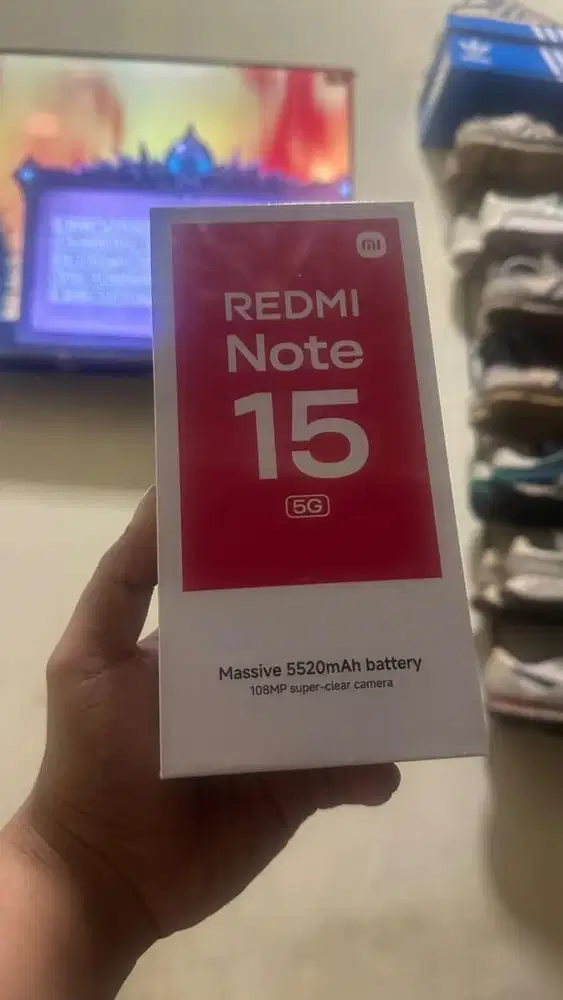 mi
REDMI
Note
15
5G
Massive 5520mAh battery
108MP super-clear camera